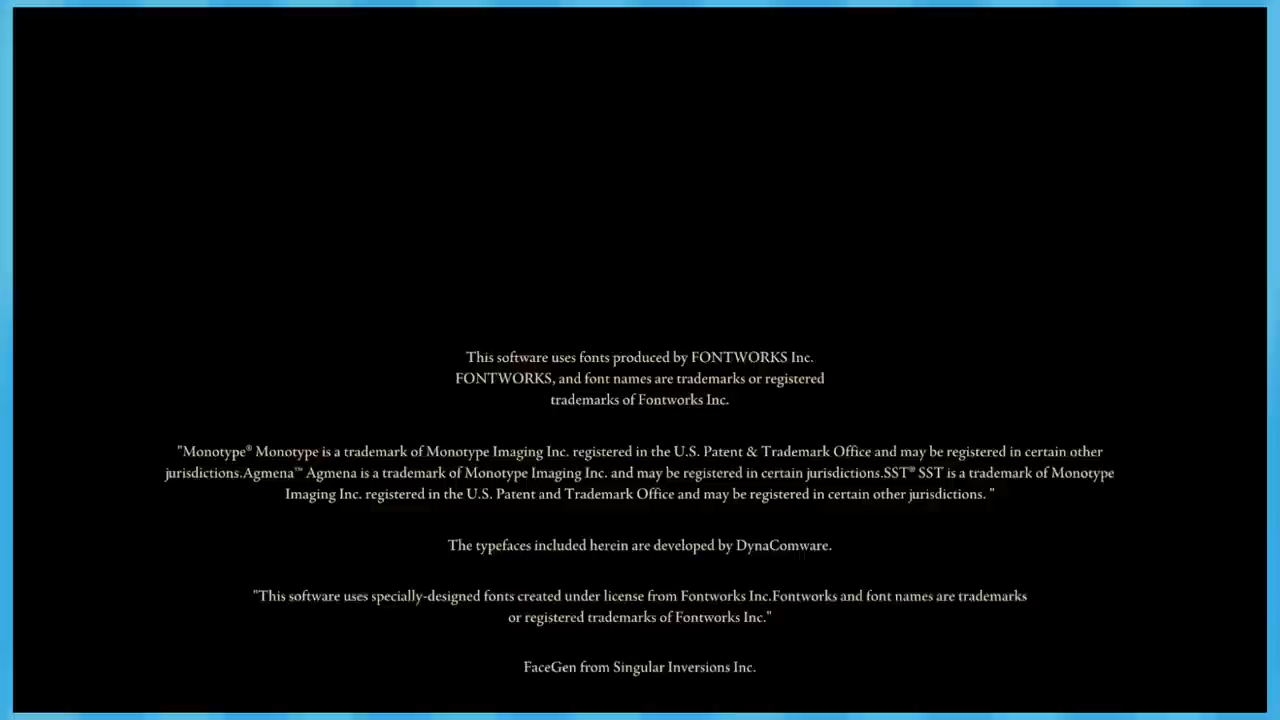 This software uses fonts produced by FONTWORKS Inc.
FONTWORKS, and font names are trademarks or registered
trademarks of Fontworks Inc.
"Monotype® Monotype is a trademark of Monotype Imaging Inc. registered in the U.S. Patent & Trademark Office and may be registered in certain other
jurisdictions.Agmena™ Agmena is a trademark of Monotype Imaging Inc. and may be registered in certain jurisdictions.SST® SST is a trademark of Monotype
Imaging Inc. registered in the U.S. Patent and Trademark Office and may be registered in certain other jurisdictions. "
The typefaces included herein are developed by DynaComware.
"This software uses specially-designed fonts created under license from Fontworks Inc.Fontworks and font names are trademarks
or registered trademarks of Fontworks Inc."
FaceGen from Singular Inversions Inc.